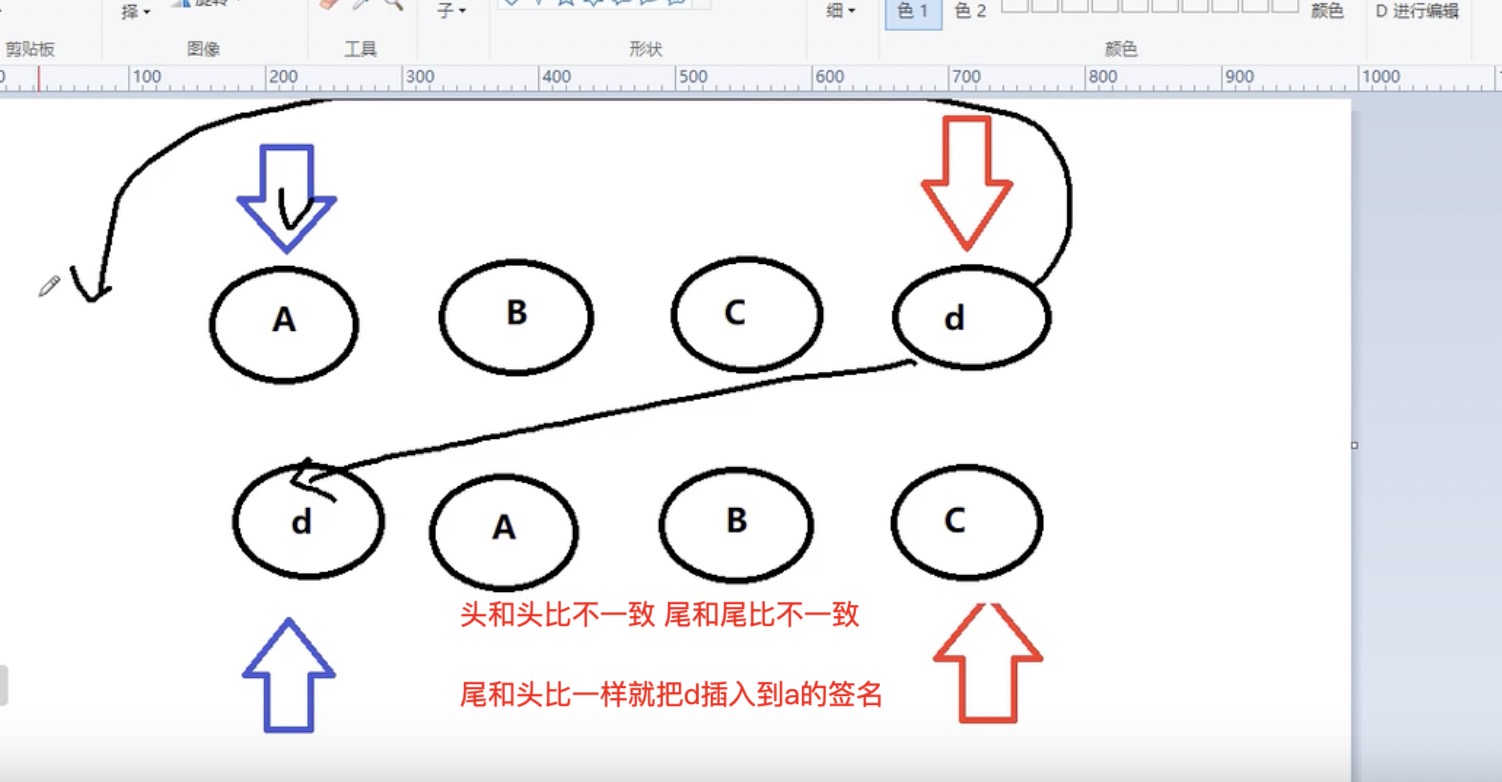 择
旋转
子
细
色 1
色 2
颜色
D 进行编辑
剪贴板
图像
工具
形状
颜色
0 100 200 300 400 500 600 700 800 900 1000
A B C d
d A B C
头和头比不一致 尾和尾比不一致
尾和头比一样就把d插入到a的签名